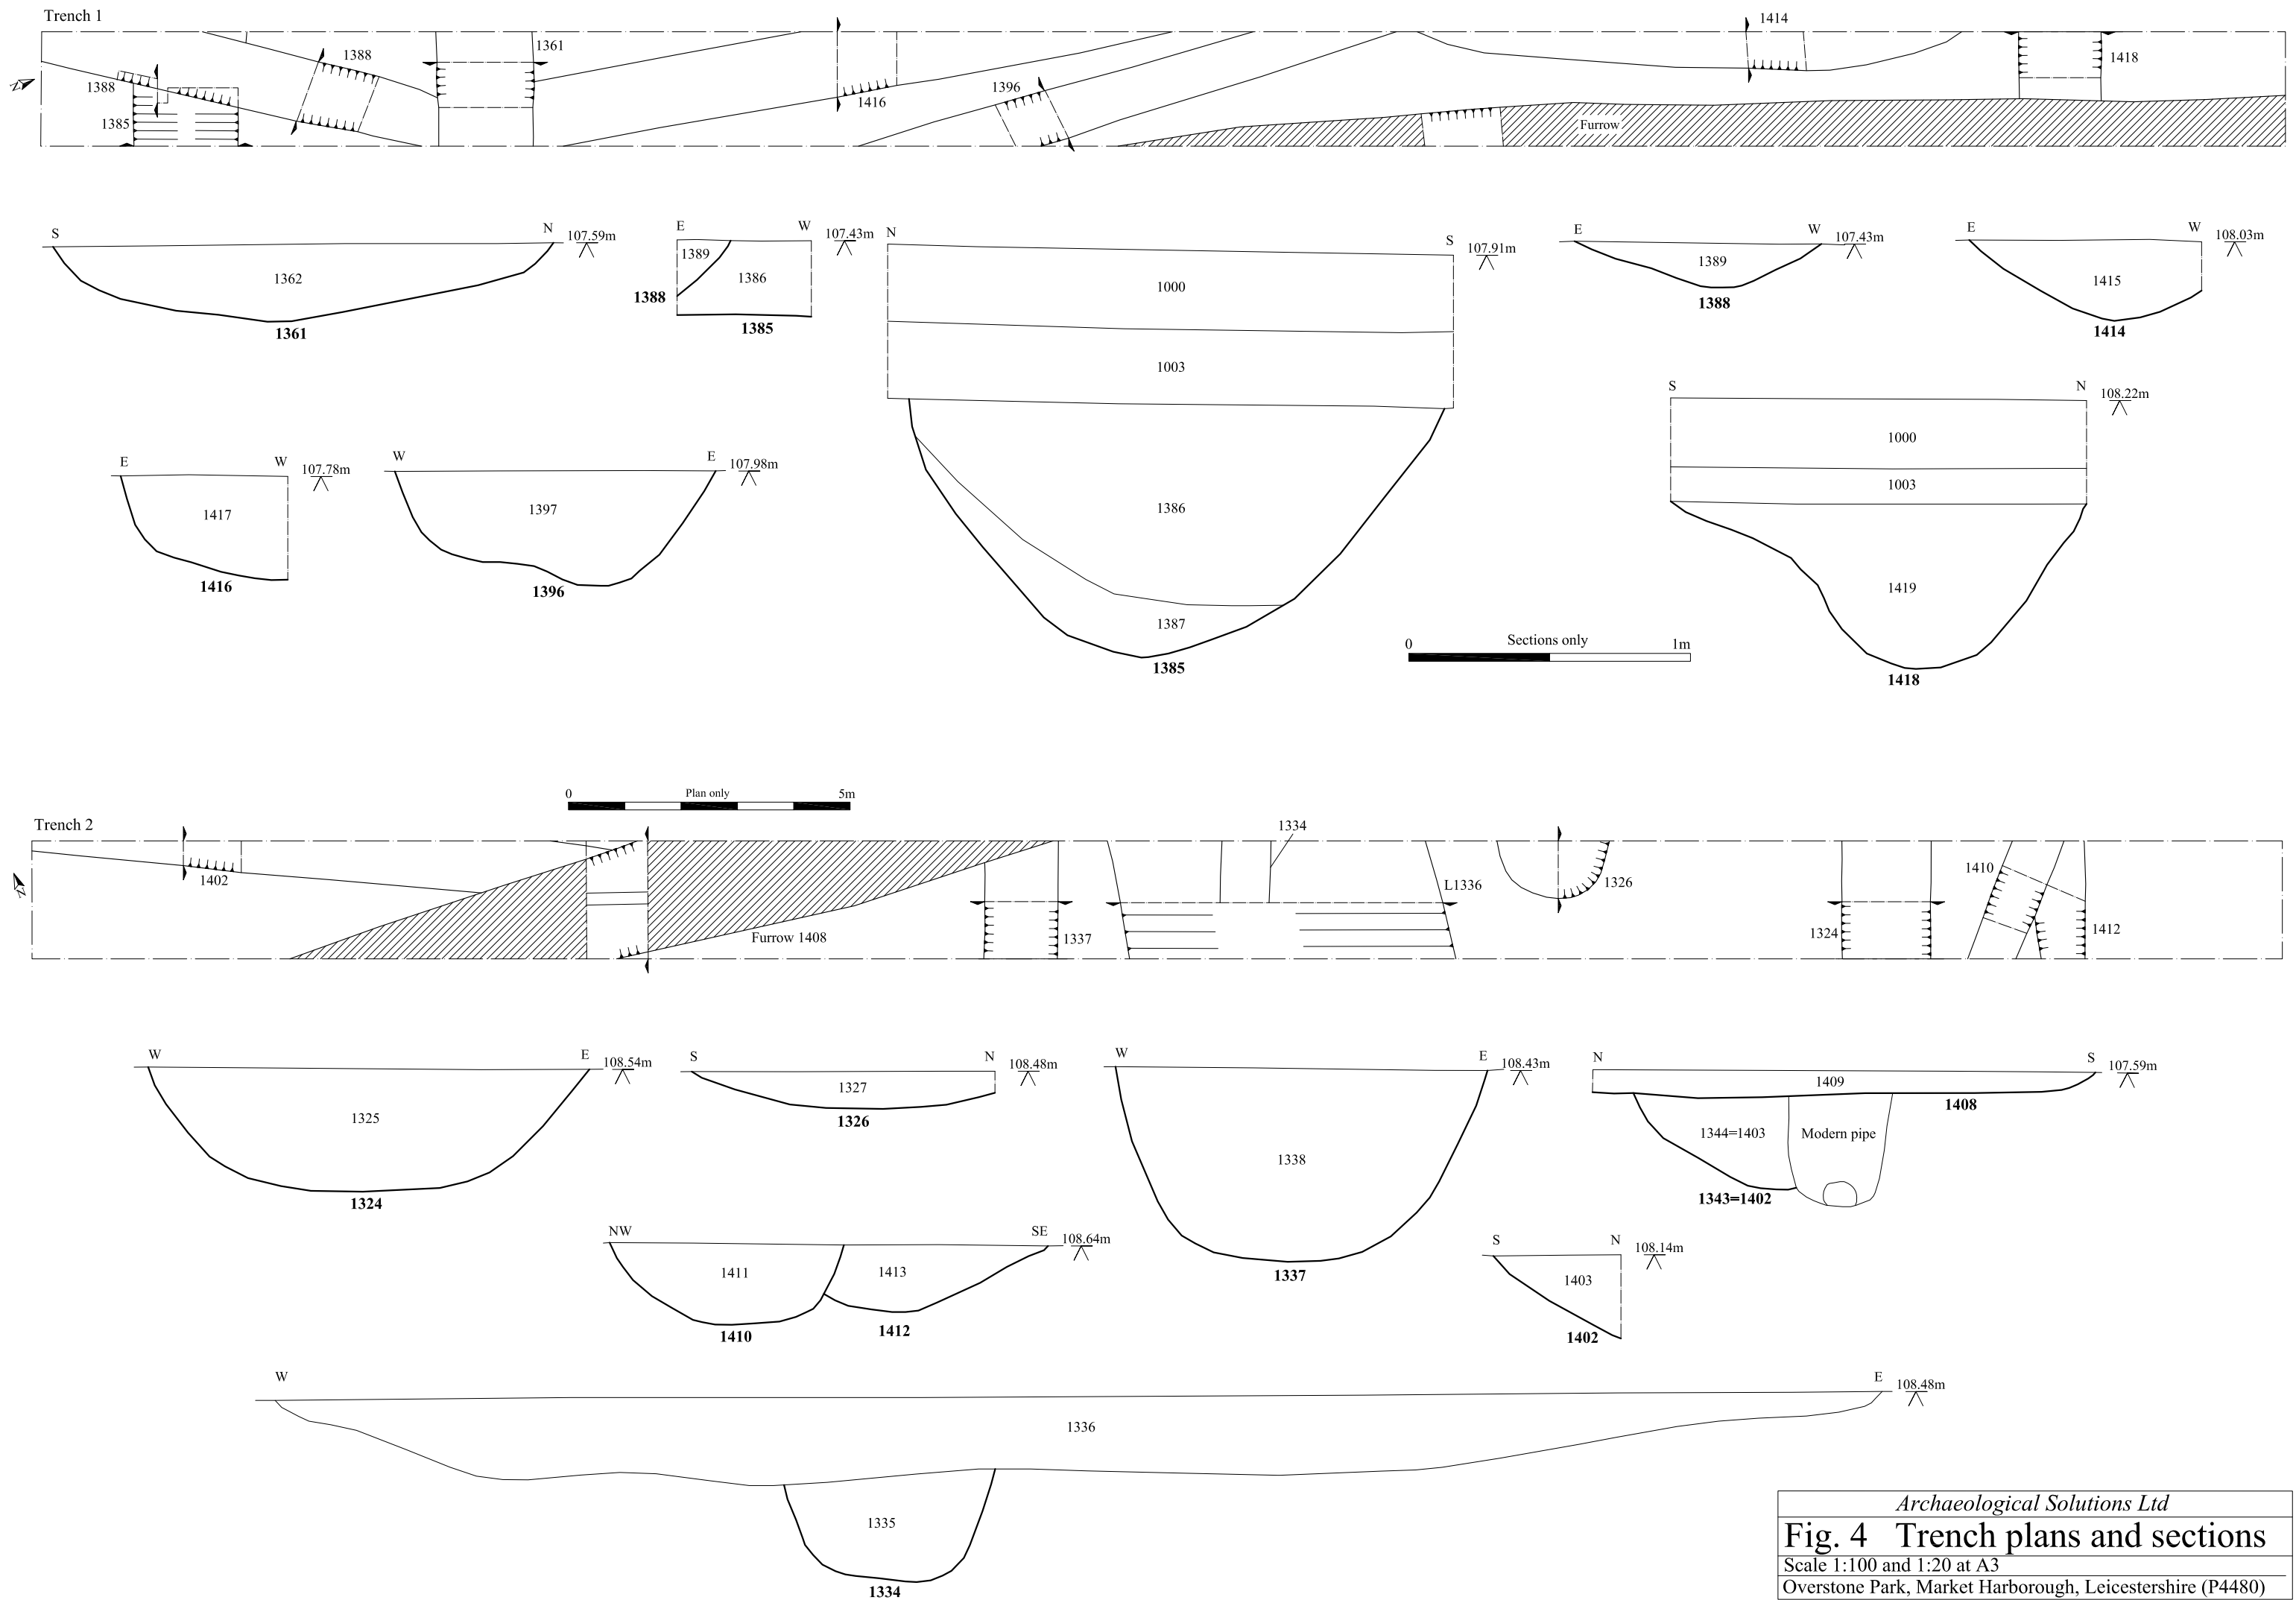 Trench 1
1414
1388
1361
1418
N
1388
1396
1416
1385
Furrow
S
N
107.59m
1362
1361
E
W
107.43m
1389
1386
1388
1385
N
S
107.91m
1000
1003
1386
1387
1385
E
W
107.43m
1389
1388
E
W
108.03m
1415
1414
S
N
108.22m
1000
1003
1419
1418
E
W
107.78m
1417
1416
W
E
107.98m
1397
1396
0
Sections only
1m
0
Plan only
5m
Trench 2
N
1402
1334
L1336
1326
1410
1337
Furrow 1408
1324
1412
W
E
108.54m
1325
1324
S
N
108.48m
1327
1326
W
E
108.43m
1338
1337
N
S
107.59m
1409
1408
1344=1403
Modern pipe
1343=1402
NW
SE
108.64m
1411
1413
1410
1412
S
N
108.14m
1403
1402
W
E
108.48m
1336
1335
1334
Archaeological Solutions Ltd
Fig. 4 Trench plans and sections
Scale 1:100 and 1:20 at A3
Overstone Park, Market Harborough, Leicestershire (P4480)